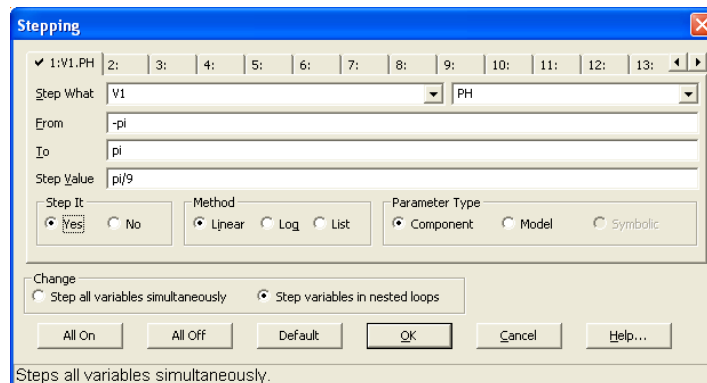 Stepping
✔ 1:V1.PH 2: 3: 4: 5: 6: 7: 8: 9: 10: 11: 12: 13:
Step What V1 PH
From -pi
To pi
Step Value pi/9
Step It Method Parameter Type
Yes No Linear Log List Component Model Symbolic
Change
Step all variables simultaneously Step variables in nested loops
All On All Off Default OK Cancel Help...
Steps all variables simultaneously.